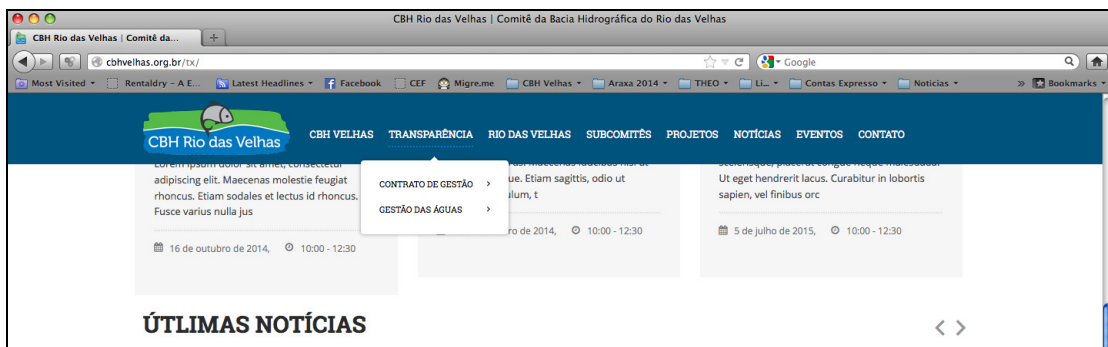 CBH Rio das Velhas | Comitê da Bacia Hidrográfica do Rio das Velhas
CBH Rio das Velhas | Comitê da... +
cbhvelhas.org.br/tx/ Google
Most Visited Rentaldry – A E... Latest Headlines Facebook CEF Migre.me CBH Velhas Araxa 2014 THEO Li... Contas Expresso Noticias » Bookmarks
CBH Rio das Velhas
CBH VELHAS TRANSPARÊNCIA RIO DAS VELHAS SUBCOMITÊS PROJETOS NOTÍCIAS EVENTOS CONTATO
CONTRATO DE GESTÃO >
GESTÃO DAS ÁGUAS >
Lorem ipsum dolor sit amet, consectetur
adipiscing elit. Maecenas molestie feugiat
rhoncus. Etiam sodales et lectus id rhoncus.
Fusce varius nulla jus
16 de outubro de 2014, 10:00 - 12:30
Maecenas faucibus nisl ut
ue. Etiam sagittis, odio ut
ulum, t
ro de 2014, 10:00 - 12:30
scelerisque, placerat congue neque malesuada.
Ut eget hendrerit lacus. Curabitur in lobortis
sapien, vel finibus orc
5 de julho de 2015, 10:00 - 12:30
ÚTLIMAS NOTÍCIAS < >